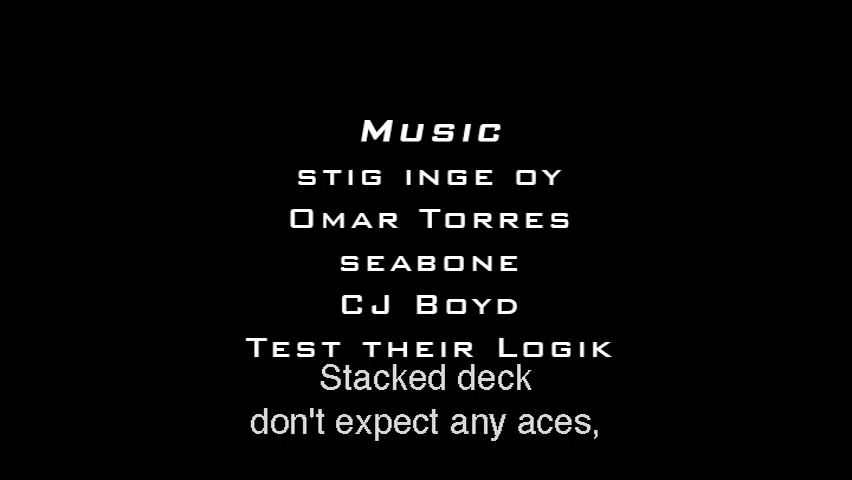 Music
stig inge oy
Omar Torres
seabone
CJ Boyd
Test their Logik
Stacked deck
don't expect any aces,